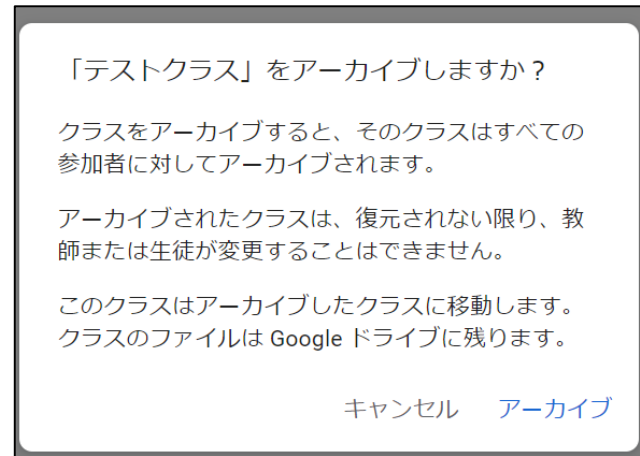 「テストクラス」をアーカイブしますか？
クラスをアーカイブすると、そのクラスはすべての
参加者に対してアーカイブされます。
アーカイブされたクラスは、復元されない限り、教
師または生徒が変更することはできません。
このクラスはアーカイブしたクラスに移動します。
クラスのファイルは Google ドライブに残ります。
キャンセル アーカイブ